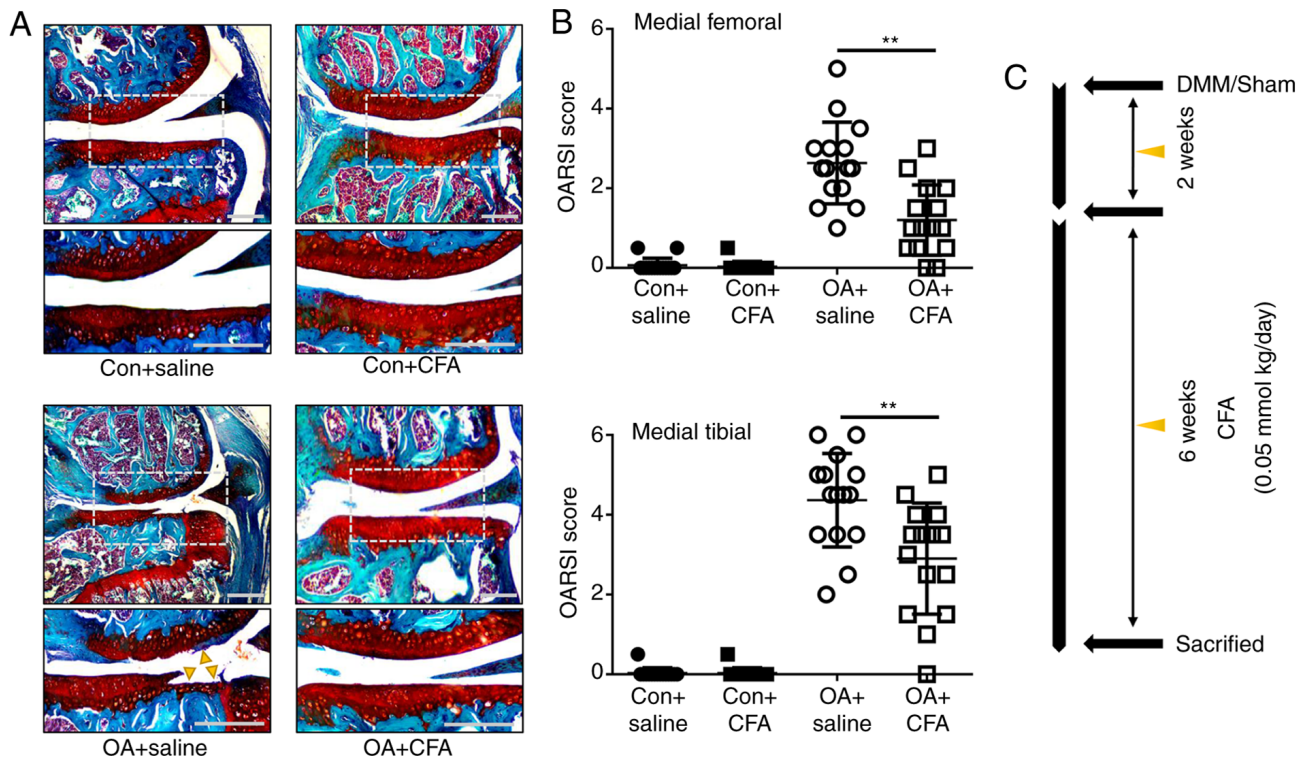 A
Con+saline
Con+CFA
OA+saline
OA+CFA
B
Medial femoral
**
OARSI score
6
4
2
0
Con+
saline
Con+
CFA
OA+
saline
OA+
CFA
Medial tibial
**
OARSI score
6
4
2
0
Con+
saline
Con+
CFA
OA+
saline
OA+
CFA
C
DMM/Sham
2 weeks
6 weeks
CFA
(0.05 mmol kg/day)
Sacrified